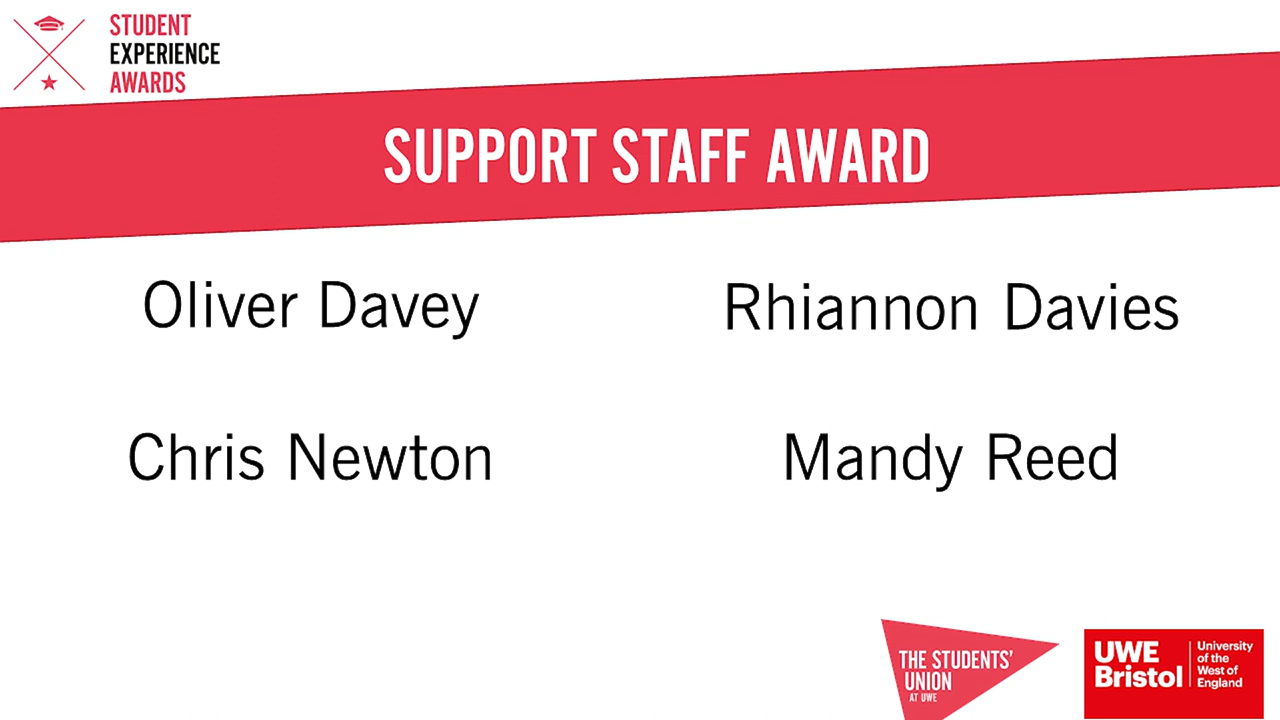 STUDENT
EXPERIENCE
AWARDS
SUPPORT STAFF AWARD
Oliver Davey
Rhiannon Davies
Chris Newton
Mandy Reed
THE STUDENTS'
UNION
AT UWE
UWE
Bristol
University
of the
West of
England